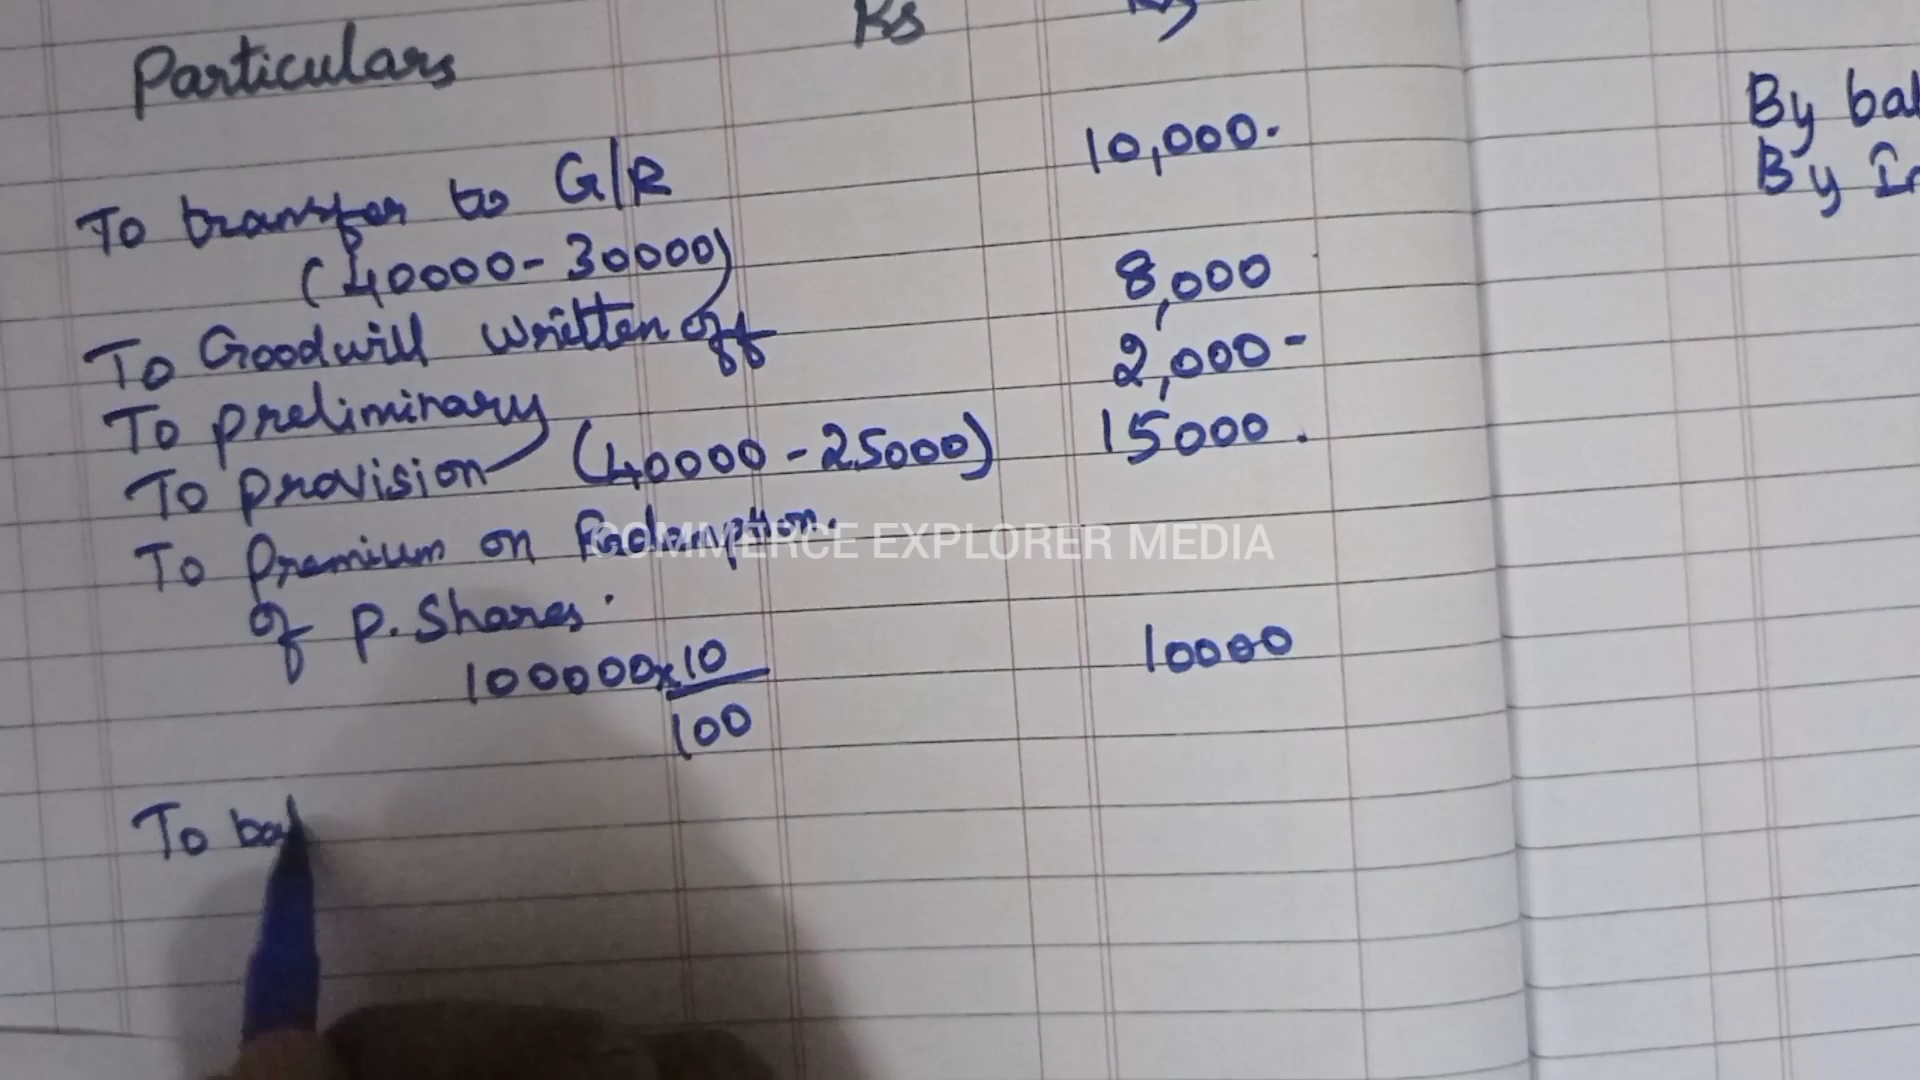 Particulars Rs
To transfer to G/R 10,000.
(40000-30000)
To Goodwill written off 8,000
To preliminary 2,000-
To provision (40000-25000) 15000.
To Premium on Redemption.
of P. Shares.
100000x10 10000
100
To bal
By bal
By In
COMMERCE EXPLORER MEDIA